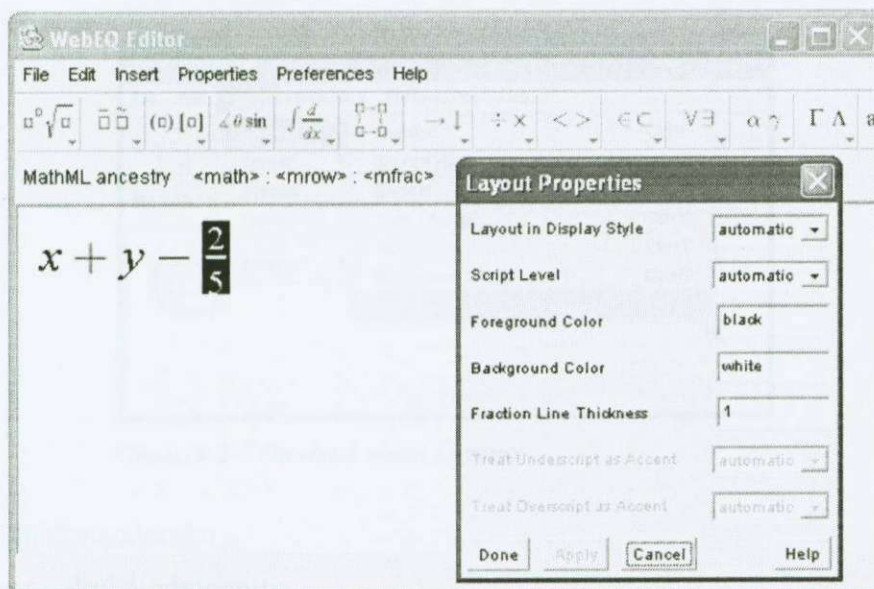 WebEQ Editor
File Edit Insert Properties Preferences Help
(□) [□] ∠θ sin ∫ d/dx → ↓ ÷ × < > ∈ ⊂ ∀∃ α γ Γ Λ a
MathML ancestry <math> : <mrow> : <mfrac>
x + y − 2/5
Layout Properties
Layout in Display Style automatic
Script Level automatic
Foreground Color black
Background Color white
Fraction Line Thickness 1
Treat Underscript as Accent automatic
Treat Overscript as Accent automatic
Done Apply Cancel Help